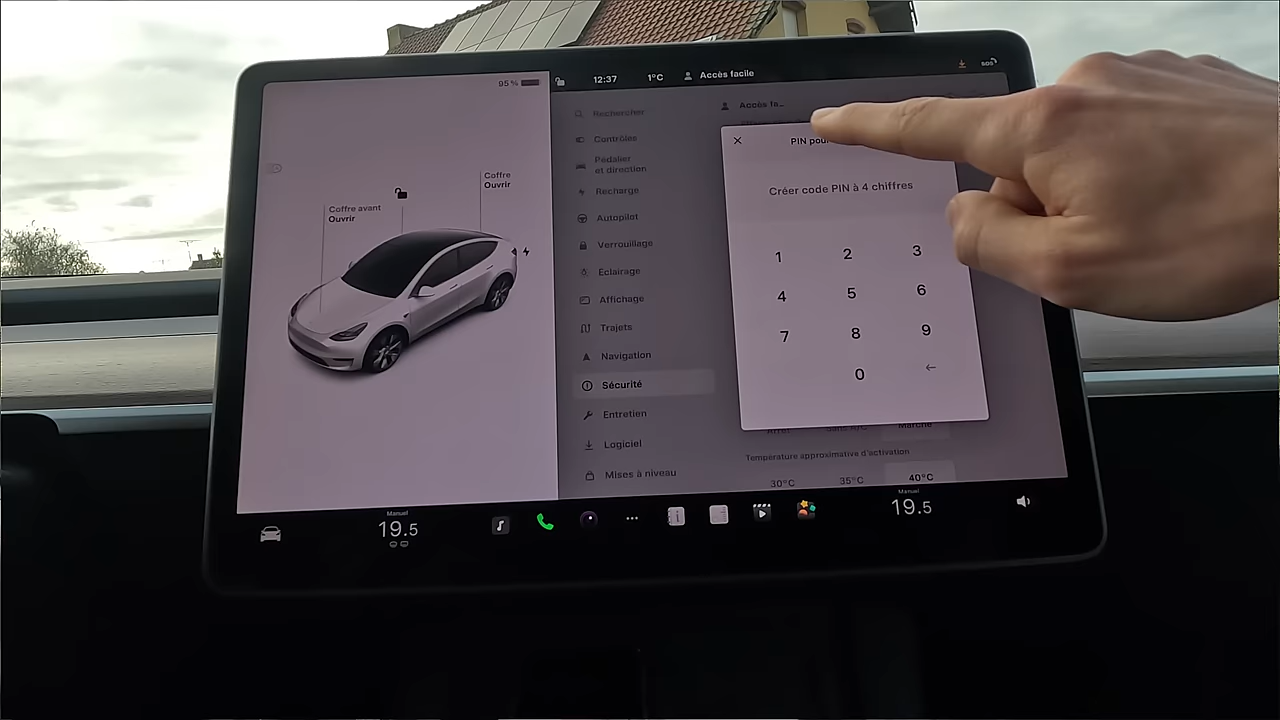 95 %
12:37
1°C
Accès facile
SOS
Coffre
Ouvrir
Coffre avant
Ouvrir
Rechercher
Contrôles
Pédalier
et direction
Recharge
Autopilot
Verrouillage
Eclairage
Affichage
Trajets
Navigation
Sécurité
Entretien
Logiciel
Mises à niveau
Accès fa...
PIN pour
Créer code PIN à 4 chiffres
1 2 3
4 5 6
7 8 9
0
Marche
Température approximative d'activation
30°C 35°C 40°C
Manuel
19.5
Manuel
19.5